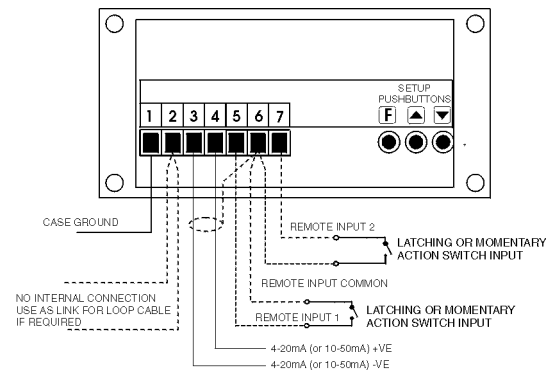 SETUP
PUSHBUTTONS
1 2 3 4 5 6 7
F
CASE GROUND
REMOTE INPUT 2
LATCHING OR MOMENTARY
ACTION SWITCH INPUT
REMOTE INPUT COMMON
NO INTERNAL CONNECTION
USE AS LINK FOR LOOP CABLE
IF REQUIRED
REMOTE INPUT 1
LATCHING OR MOMENTARY
ACTION SWITCH INPUT
4-20mA (or 10-50mA) +VE
4-20mA (or 10-50mA) -VE